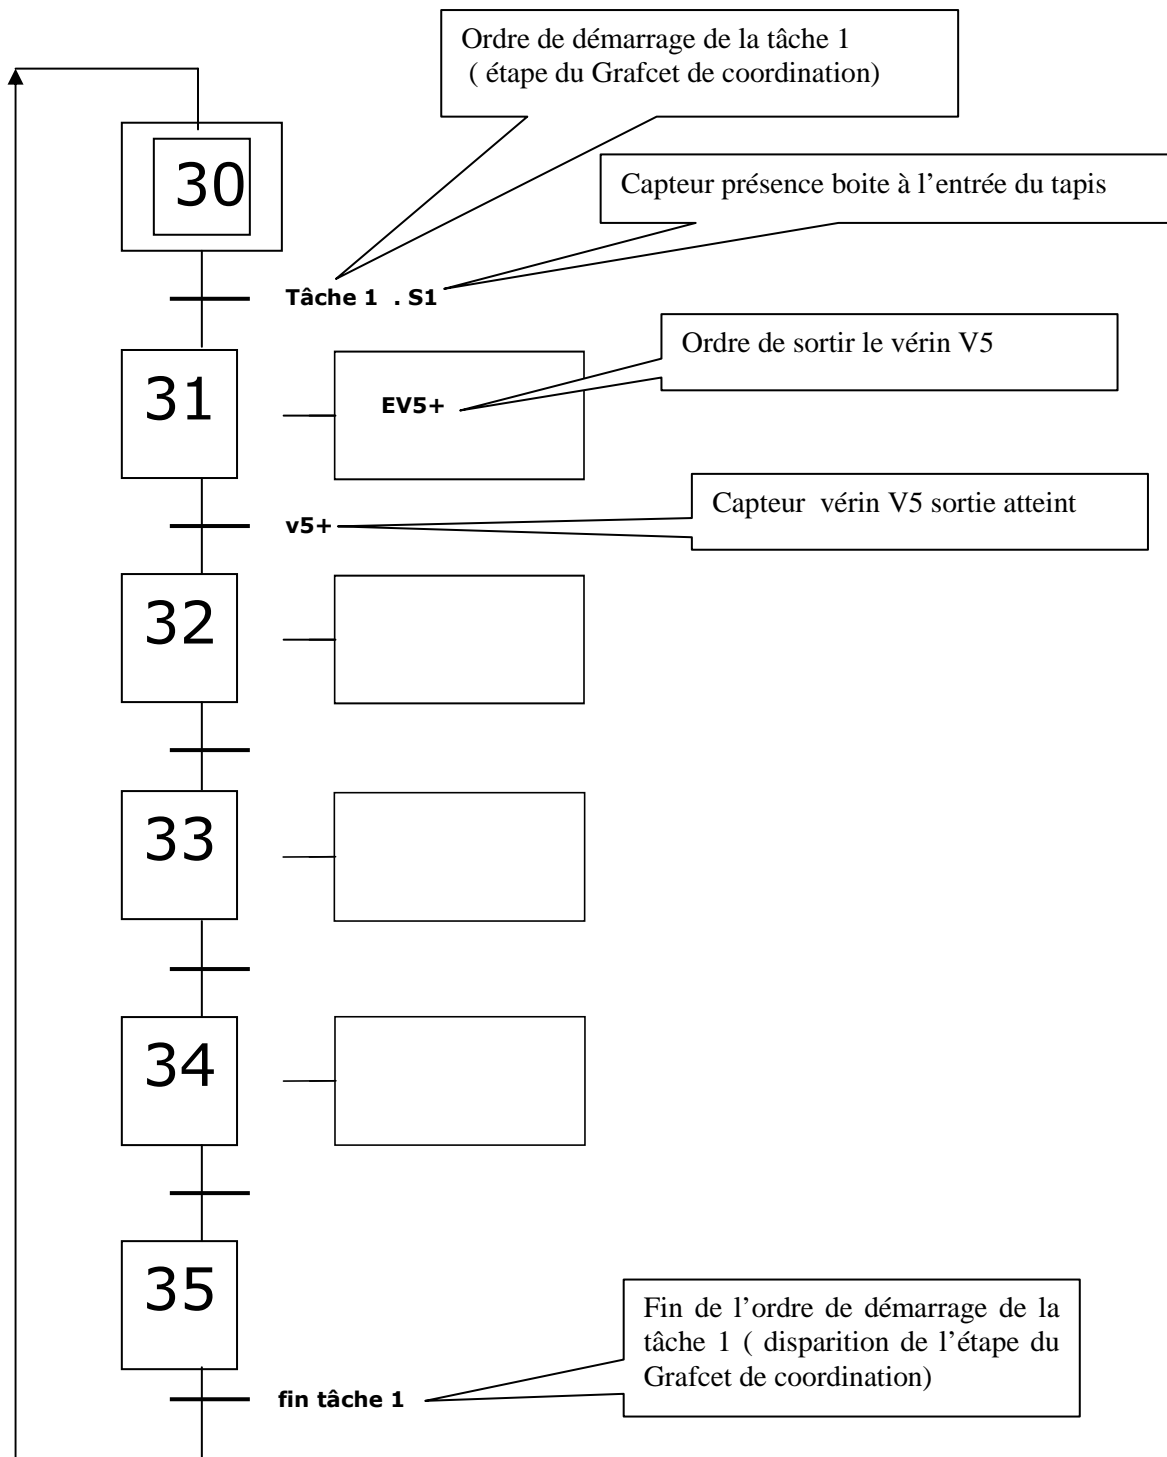 Ordre de démarrage de la tâche 1
( étape du Grafcet de coordination)
30
Capteur présence boite à l’entrée du tapis
Tâche 1 . S1
31
EV5+
Ordre de sortir le vérin V5
v5+
Capteur vérin V5 sortie atteint
32
33
34
35
Fin de l’ordre de démarrage de la
tâche 1 ( disparition de l’étape du
Grafcet de coordination)
fin tâche 1